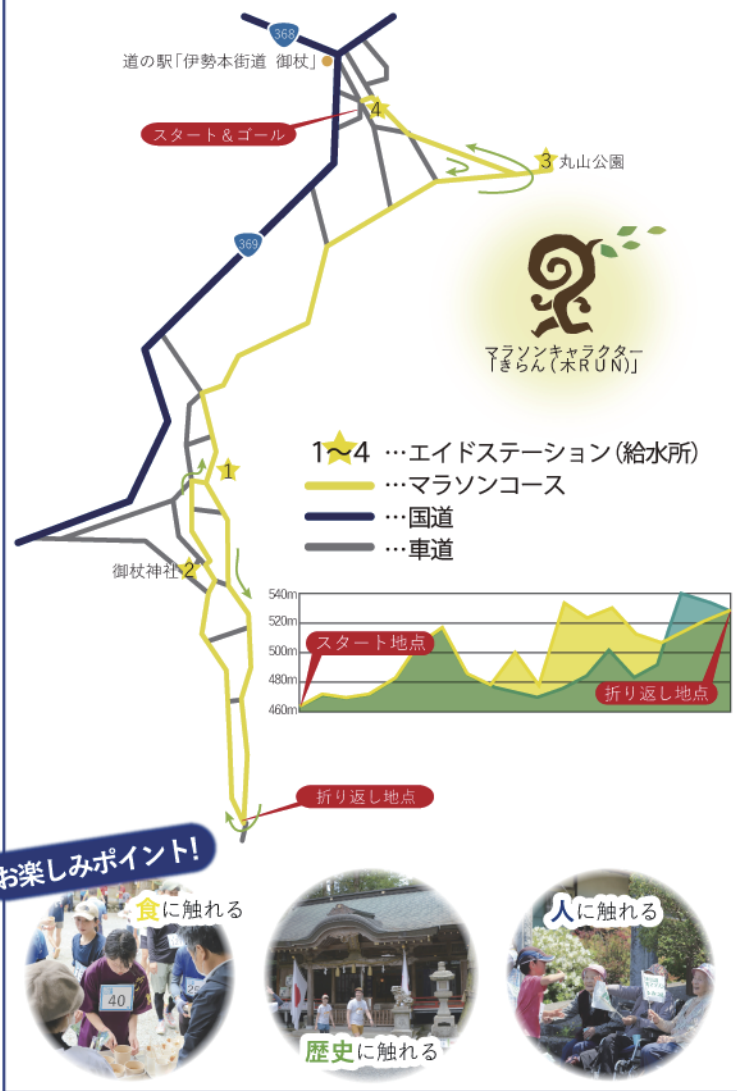 368
道の駅「伊勢本街道 御杖」
4
スタート＆ゴール
3 丸山公園
369
マラソンキャラクター
「きらん(木RUN)」
1〜4 …エイドステーション(給水所)
…マラソンコース
…国道
…車道
1
御杖神社 2
540m
520m
500m
480m
460m
スタート地点
折り返し地点
折り返し地点
お楽しみポイント!
食に触れる
40
歴史に触れる
人に触れる